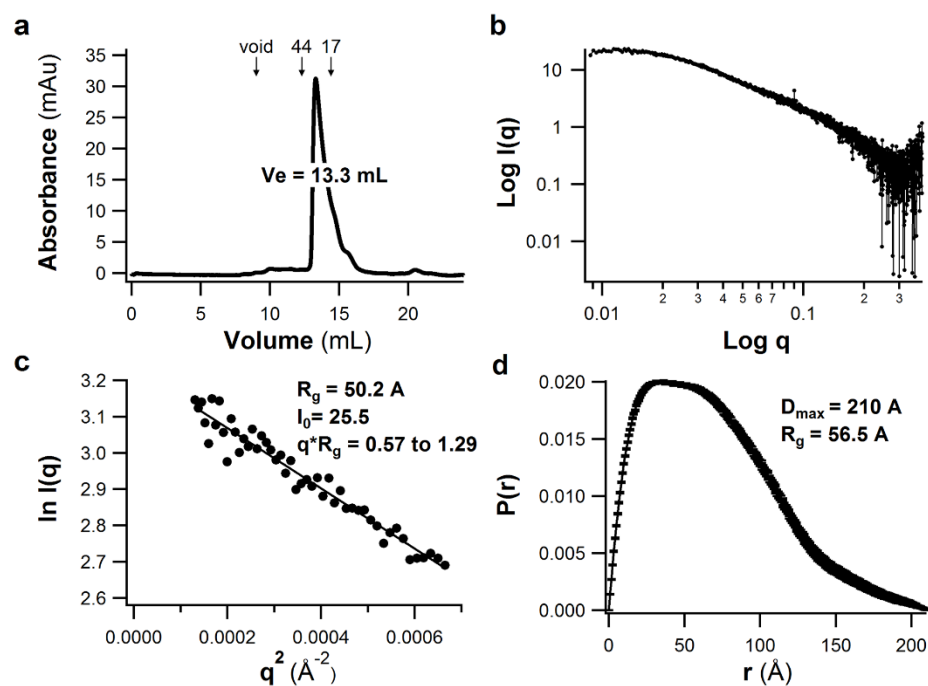 a
void 44 17
Absorbance (mAu)
35
30
25
20
15
10
5
0
Ve = 13.3 mL
0 5 10 15 20
Volume (mL)
b
Log I(q)
10
1
0.1
0.01
0.01 2 3 4 5 6 7 0.1 2 3
Log q
c
ln I(q)
3.2
3.1
3.0
2.9
2.8
2.7
2.6
Rg = 50.2 A
I0= 25.5
q*Rg = 0.57 to 1.29
0.0000 0.0002 0.0004 0.0006
q² (Å⁻²)
d
P(r)
0.020
0.015
0.010
0.005
0.000
Dmax = 210 A
Rg = 56.5 A
0 50 100 150 200
r (Å)